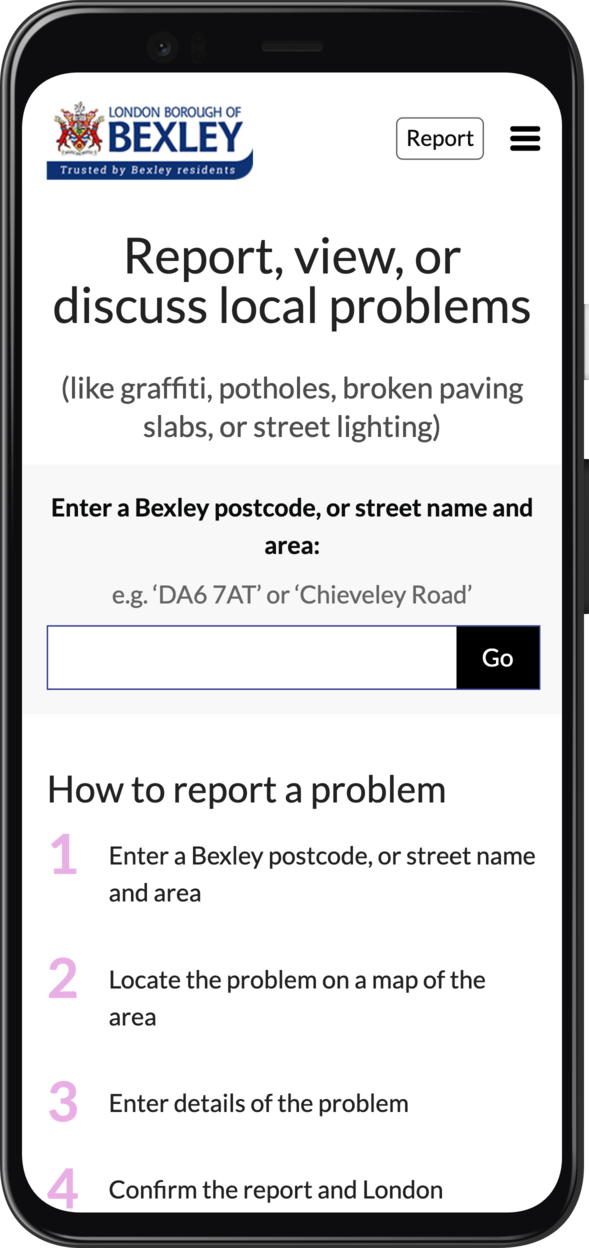 LONDON BOROUGH OF
BEXLEY
Trusted by Bexley residents
Report
Report, view, or
discuss local problems
(like graffiti, potholes, broken paving
slabs, or street lighting)
Enter a Bexley postcode, or street name and
area:
e.g. ‘DA6 7AT’ or ‘Chieveley Road’
Go
How to report a problem
1 Enter a Bexley postcode, or street name
and area
2 Locate the problem on a map of the
area
3 Enter details of the problem
4 Confirm the report and London